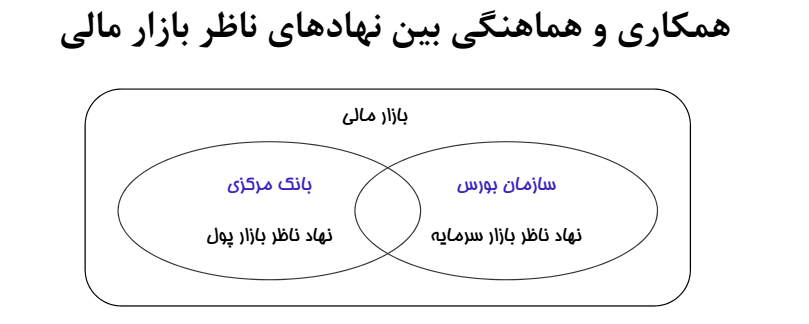 همکاری و هماهنگی بین نهادهای ناظر بازار مالی
بازار مالی
سازمان بورس
بانک مرکزی
نهاد ناظر بازار سرمایه
نهاد ناظر بازار پول